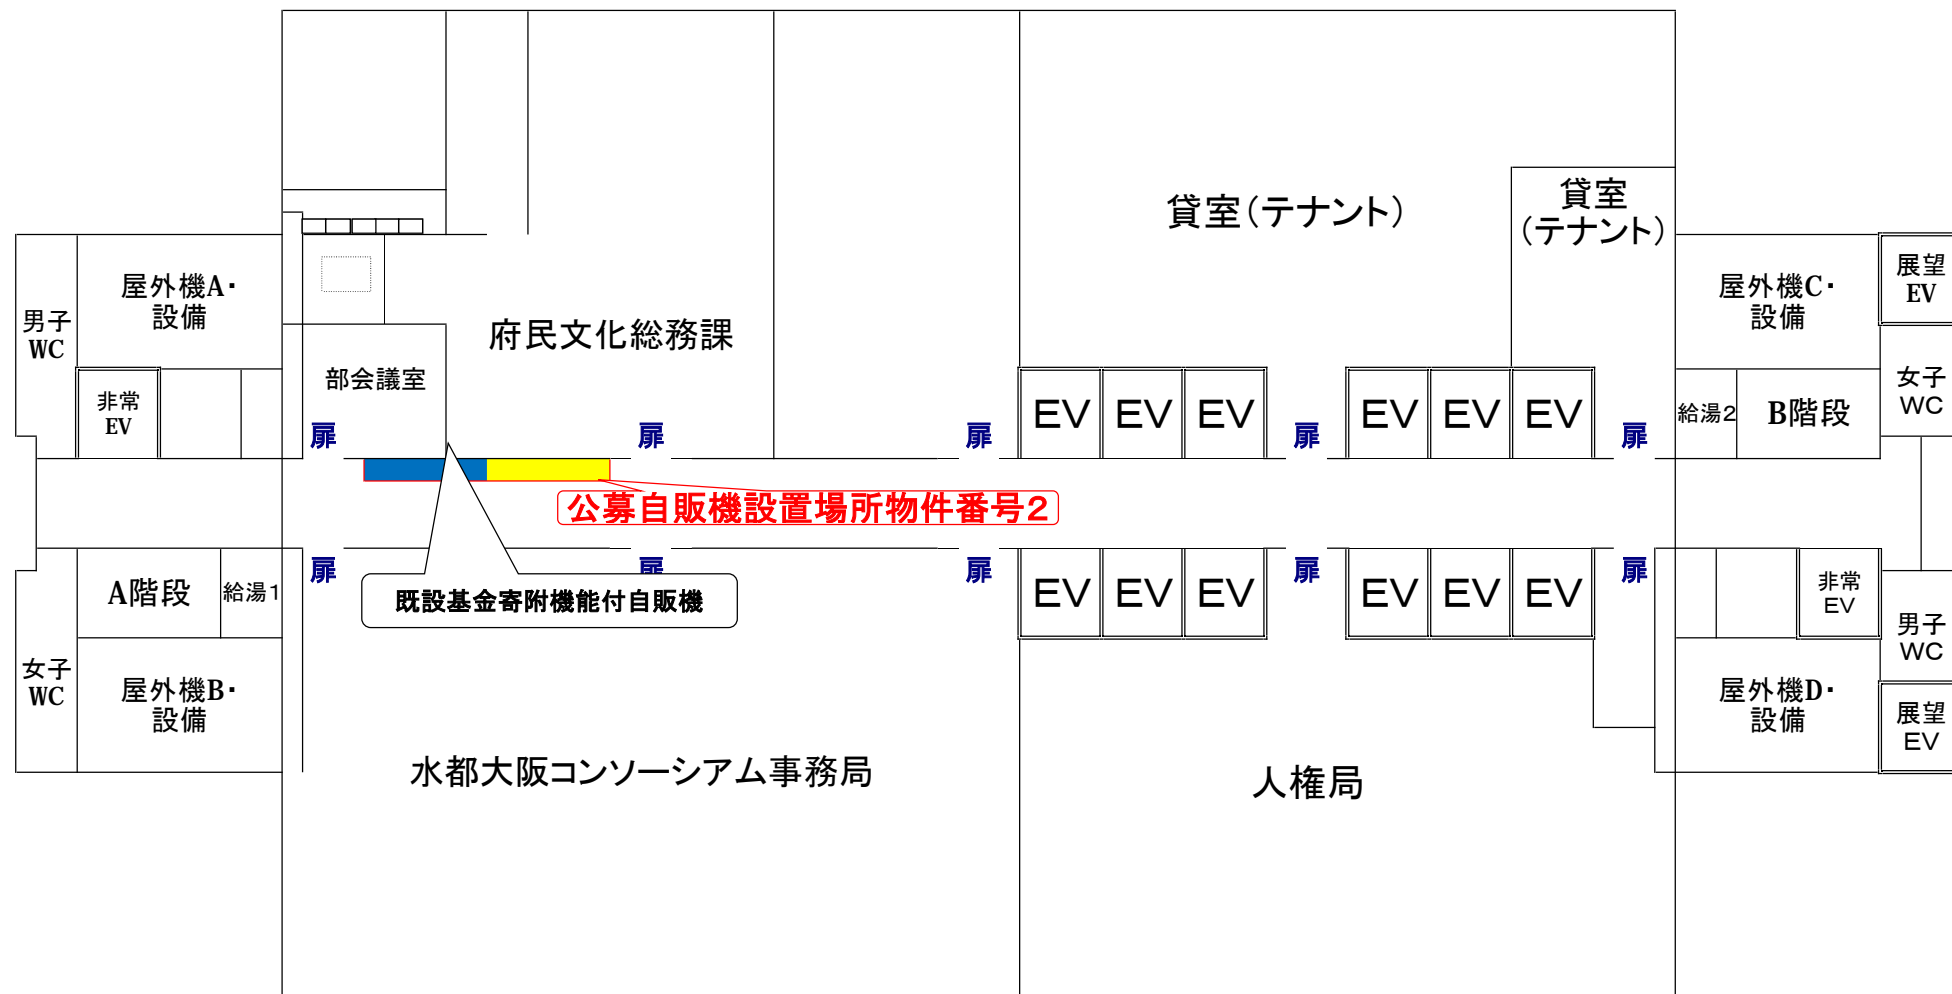 貸室(テナント)
貸室
(テナント)
屋外機A・
設備
男子
WC
非常
EV
部会議室
府民文化総務課
屋外機C・
設備
展望
EV
女子
WC
給湯2
B階段
EV
EV
EV
EV
EV
EV
扉
扉
扉
扉
扉
公募自販機設置場所物件番号2
扉
扉
扉
扉
扉
既設基金寄附機能付自販機
A階段
給湯1
女子
WC
屋外機B・
設備
EV
EV
EV
EV
EV
EV
非常
EV
男子
WC
屋外機D・
設備
展望
EV
水都大阪コンソーシアム事務局
人権局